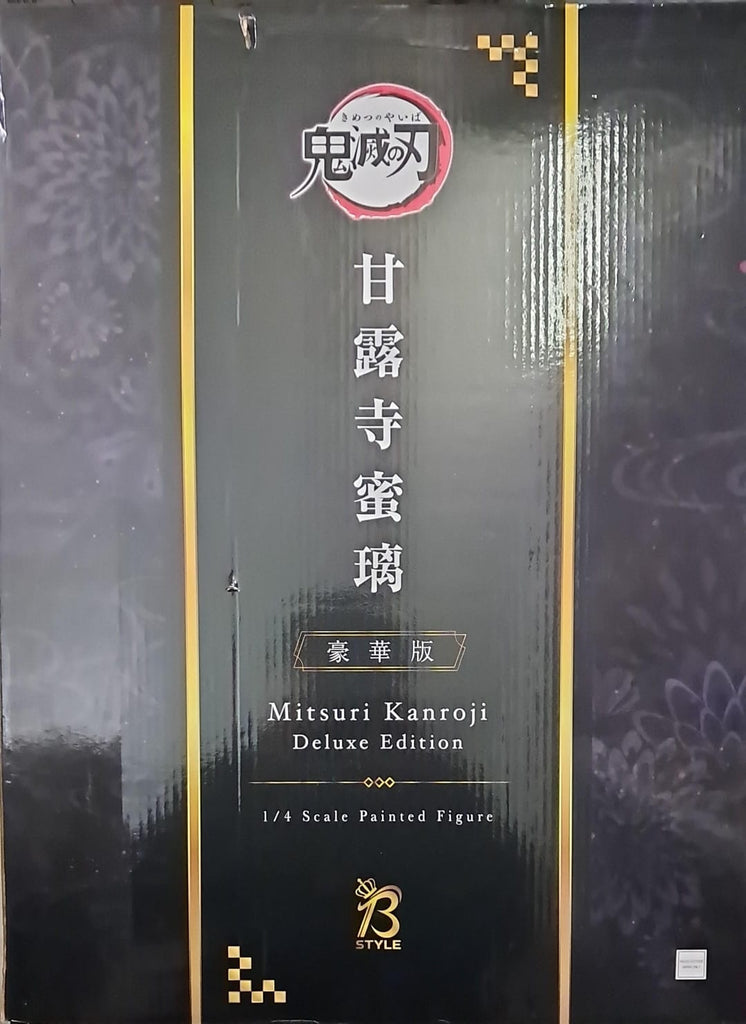 きめつのやいば
鬼滅の刃
甘露寺蜜璃
豪華版
Mitsuri Kanroji
Deluxe Edition
1/4 Scale Painted Figure
B
STYLE